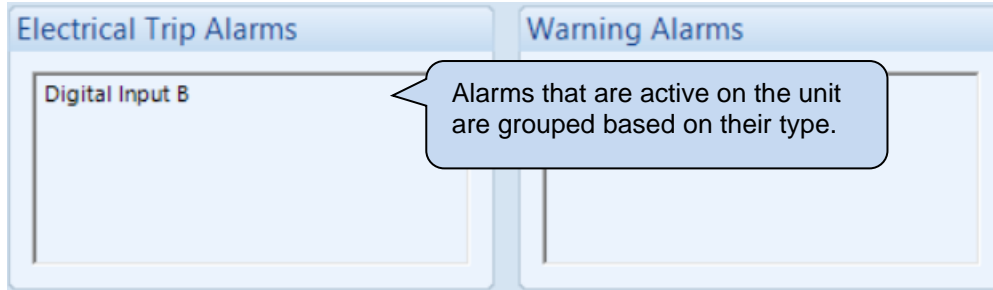 Electrical Trip Alarms
Warning Alarms
Digital Input B
Alarms that are active on the unit
are grouped based on their type.